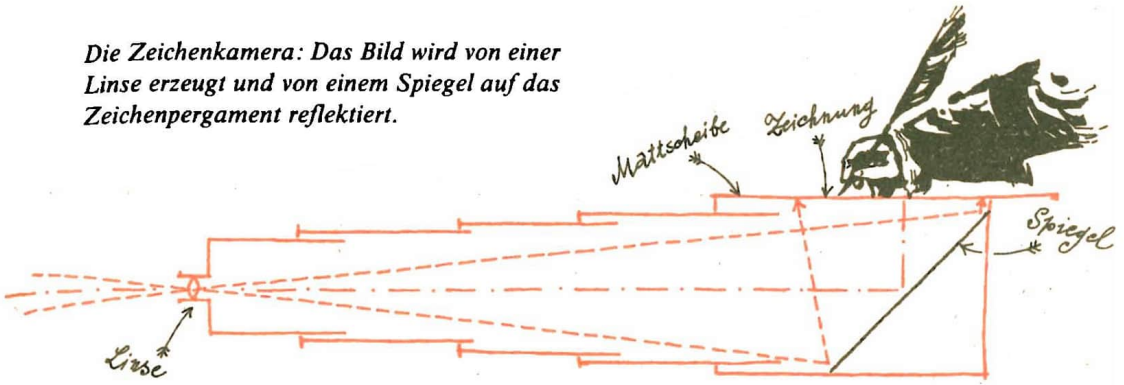 Die Zeichenkamera: Das Bild wird von einer
Linse erzeugt und von einem Spiegel auf das
Zeichenpergament reflektiert.
Mattscheibe
Zeichnung
Spiegel
Linse